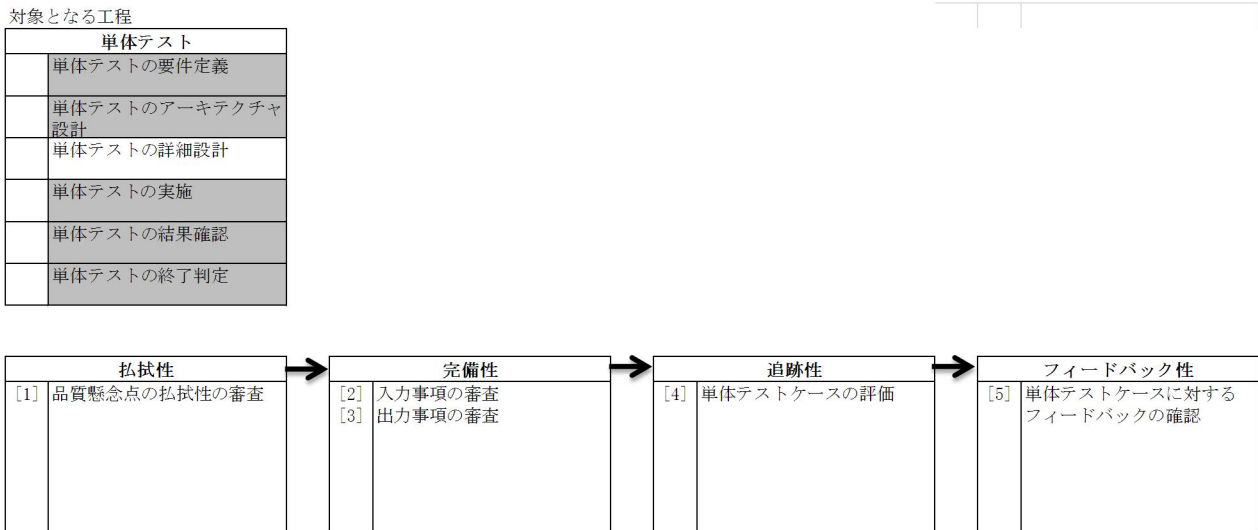 対象となる工程
単体テスト
単体テストの要件定義
単体テストのアーキテクチャ
設計
単体テストの詳細設計
単体テストの実施
単体テストの結果確認
単体テストの終了判定
払拭性
[1] 品質懸念点の払拭性の審査
完備性
[2] 入力事項の審査
[3] 出力事項の審査
追跡性
[4] 単体テストケースの評価
フィードバック性
[5] 単体テストケースに対する
フィードバックの確認